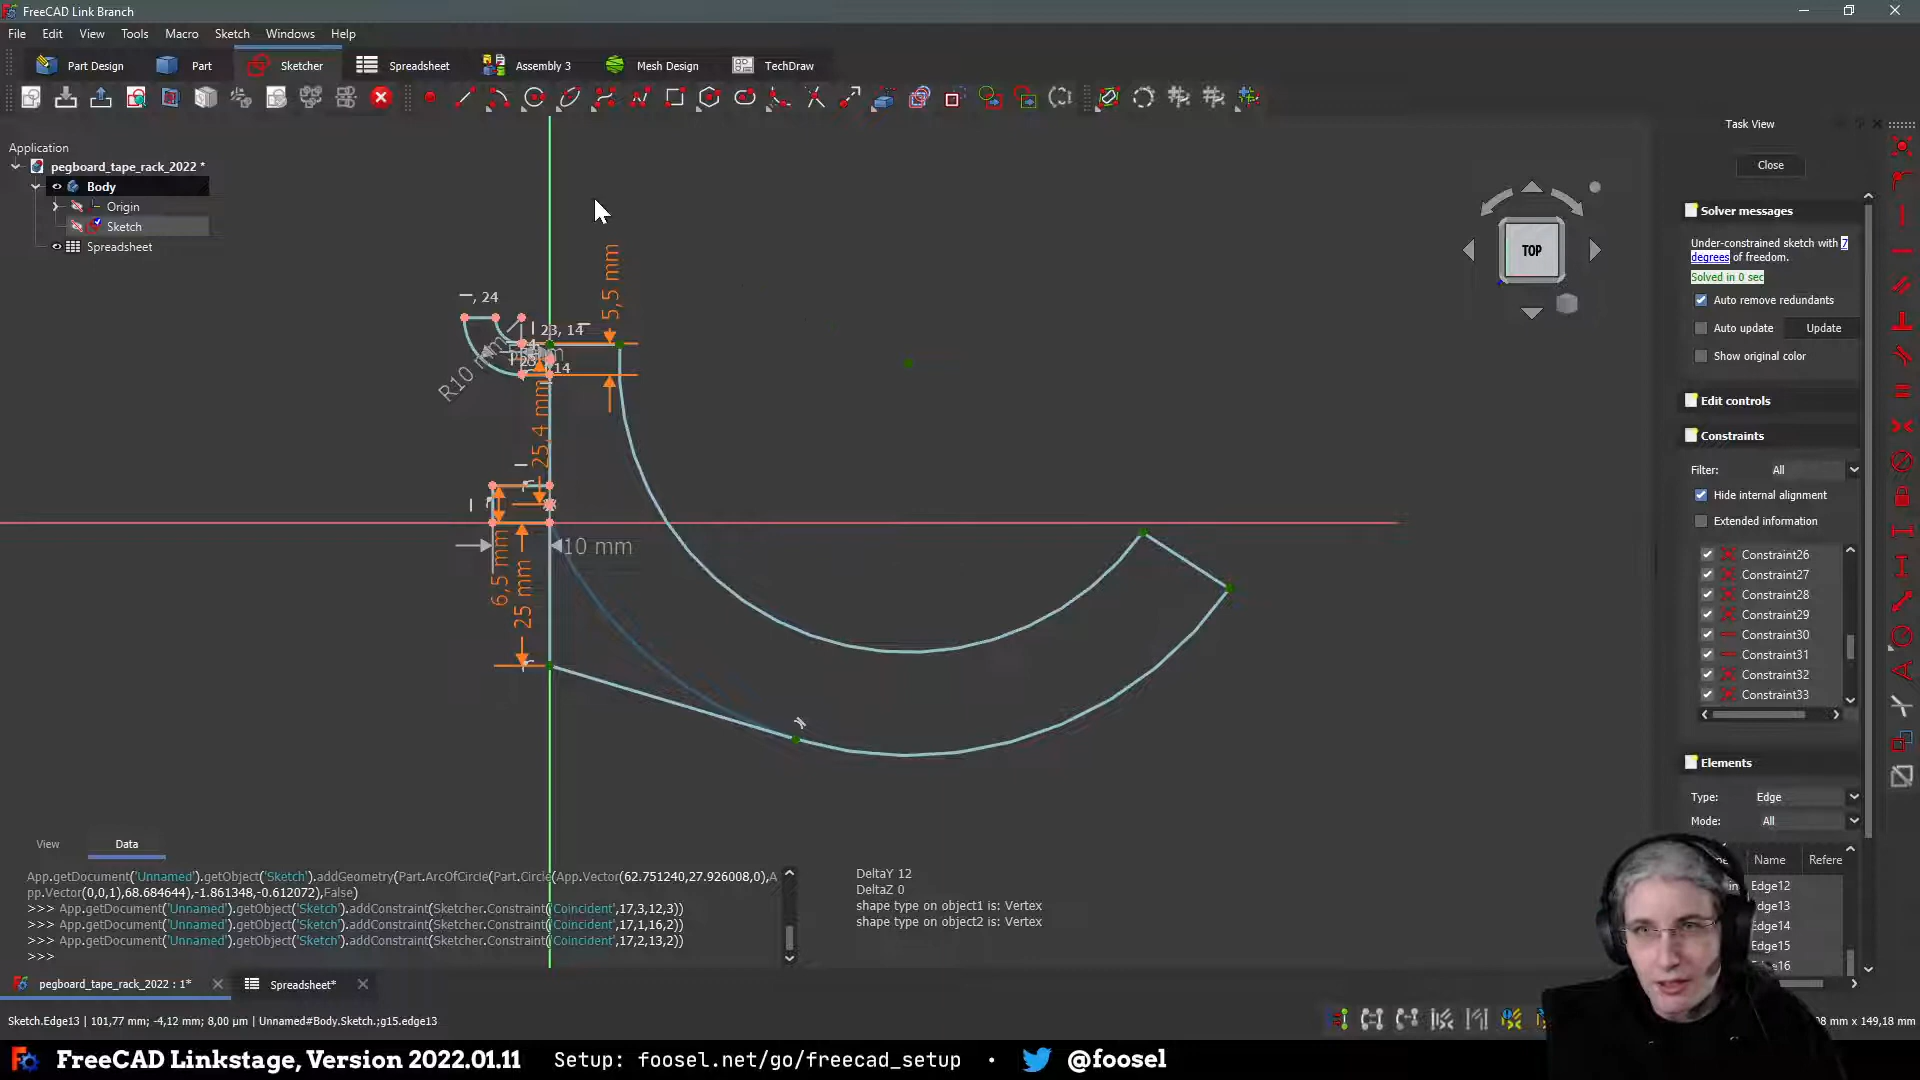 FreeCAD Link Branch
File Edit View Tools Macro Sketch Windows Help
Part Design Part Sketcher Spreadsheet Assembly 3 Mesh Design TechDraw
Application
pegboard_tape_rack_2022 *
Body
Origin
Sketch
Spreadsheet
5,5 mm
24
23, 14
14
R10 mm
25,4 mm
10 mm
6,5 mm
25 mm
TOP
Task View
Close
Solver messages
Under-constrained sketch with 7
degrees of freedom.
Solved in 0 sec
Auto remove redundants
Auto update Update
Show original color
Edit controls
Constraints
Filter: All
Hide internal alignment
Extended information
Constraint26
Constraint27
Constraint28
Constraint29
Constraint30
Constraint31
Constraint32
Constraint33
Elements
Type: Edge
Mode: All
Name Refere
Edge12
Edge13
Edge14
Edge15
View Data
App.getDocument('Unnamed').getObject('Sketch').addGeometry(Part.ArcOfCircle(Part.Circle(App.Vector(62.751240,27.926008,0),A
pp.Vector(0,0,1),68.684644),-1.861348,-0.612072),False)
>>> App.getDocument('Unnamed').getObject('Sketch').addConstraint(Sketcher.Constraint('Coincident',17,3,12,3))
>>> App.getDocument('Unnamed').getObject('Sketch').addConstraint(Sketcher.Constraint('Coincident',17,1,16,2))
>>> App.getDocument('Unnamed').getObject('Sketch').addConstraint(Sketcher.Constraint('Coincident',17,2,13,2))
>>>
DeltaY 12
DeltaZ 0
shape type on object1 is: Vertex
shape type on object2 is: Vertex
pegboard_tape_rack_2022 : 1* Spreadsheet*
Sketch.Edge13 | 101,77 mm; -4,12 mm; 8,00 µm | Unnamed#Body.Sketch.;g15.edge13
mm x 149,18 mm
FreeCAD Linkstage, Version 2022.01.11 Setup: foosel.net/go/freecad_setup • @foosel